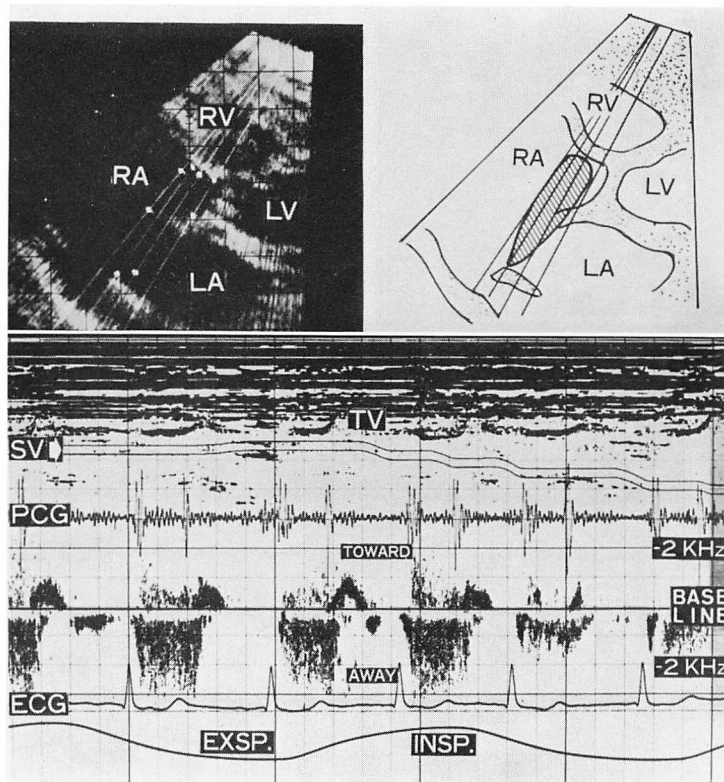 RV
RA
LV
LA
RV
RA
LV
LA
TV
SV
PCG
TOWARD
-2 KHz
BASE
LINE
-2 KHz
AWAY
ECG
EXSP.
INSP.